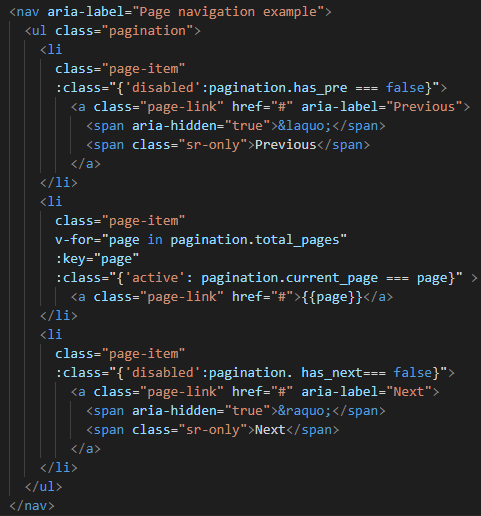 <nav aria-label="Page navigation example">
<ul class="pagination">
<li
class="page-item"
:class="{'disabled':pagination.has_pre === false}">
<a class="page-link" href="#" aria-label="Previous">
<span aria-hidden="true">&laquo;</span>
<span class="sr-only">Previous</span>
</a>
</li>
<li
class="page-item"
v-for="page in pagination.total_pages"
:key="page"
:class="{'active': pagination.current_page === page}" >
<a class="page-link" href="#">{{page}}</a>
</li>
<li
class="page-item"
:class="{'disabled':pagination. has_next=== false}">
<a class="page-link" href="#" aria-label="Next">
<span aria-hidden="true">&raquo;</span>
<span class="sr-only">Next</span>
</a>
</li>
</ul>
</nav>